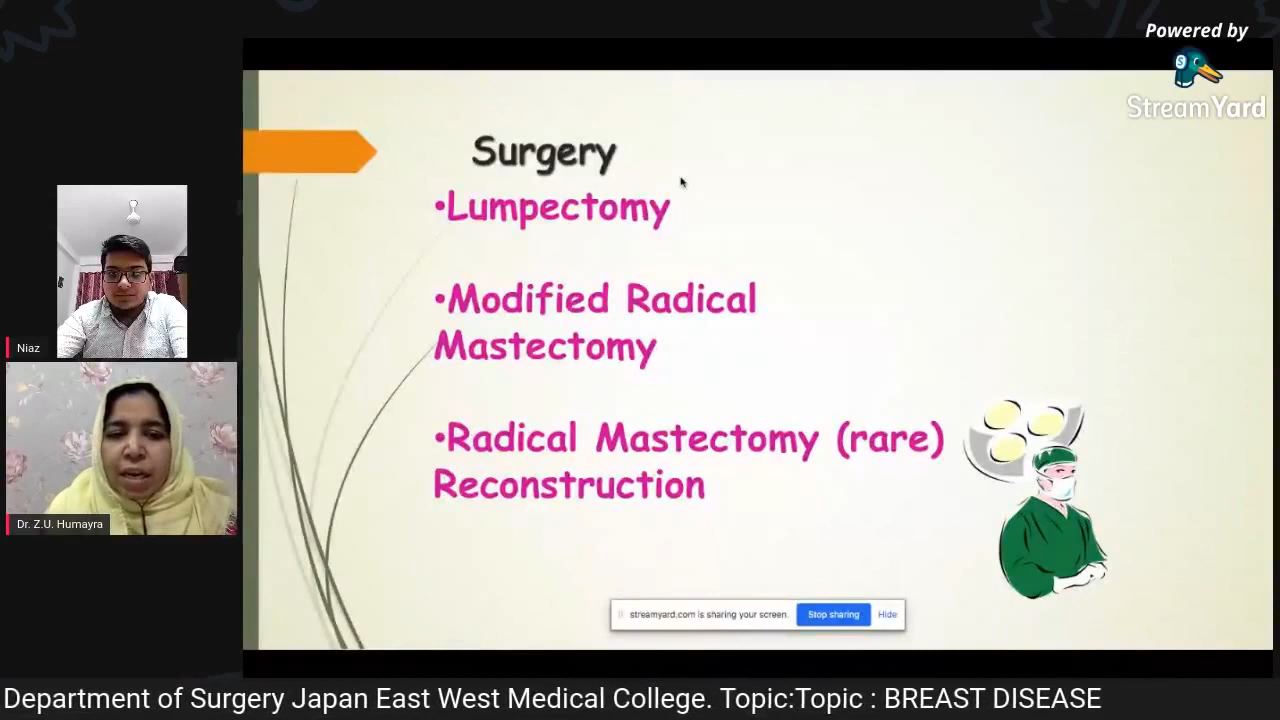 Powered by
StreamYard
Surgery
•Lumpectomy
•Modified Radical
Mastectomy
•Radical Mastectomy (rare)
Reconstruction
Niaz
Dr. Z.U. Humayra
streamyard.com is sharing your screen.
Stop sharing
Hide
Department of Surgery Japan East West Medical College. Topic:Topic : BREAST DISEASE